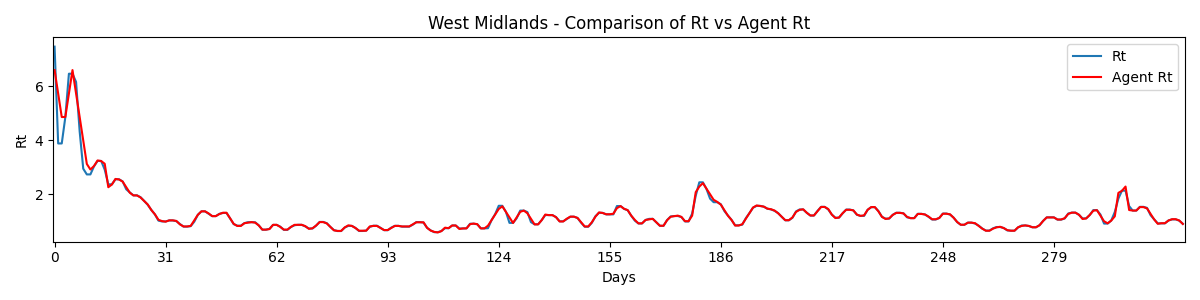 West Midlands - Comparison of Rt vs Agent Rt
Rt
Agent Rt
6
4
2
Rt
0 31 62 93 124 155 186 217 248 279
Days